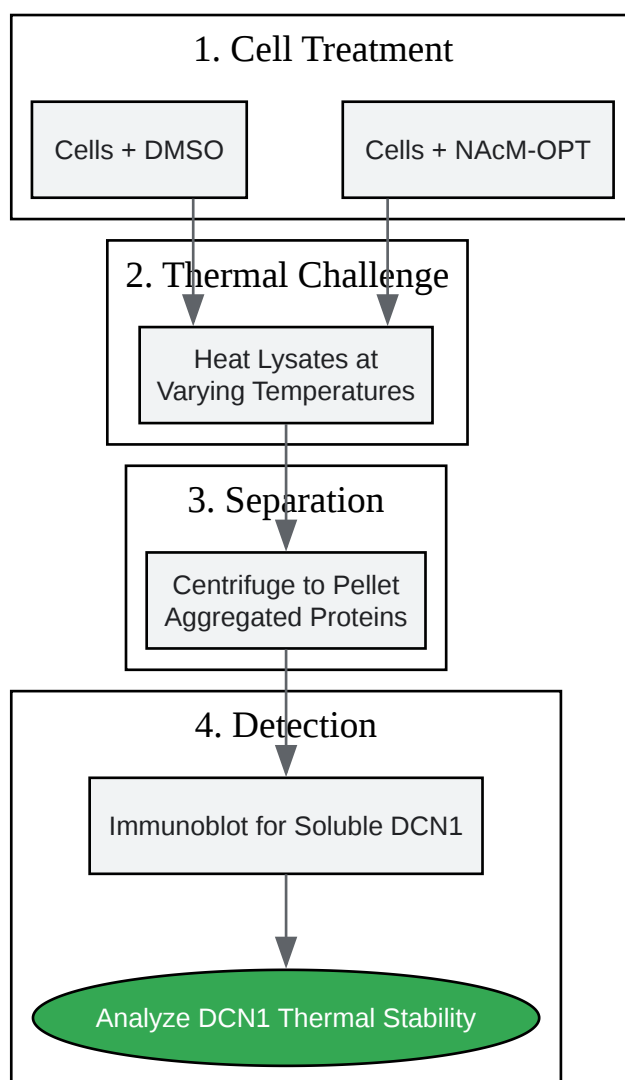 1. Cell Treatment
Cells + DMSO
Cells + NAcM-OPT
2. Thermal Challenge
Heat Lysates at
Varying Temperatures
3. Separation
Centrifuge to Pellet
Aggregated Proteins
4. Detection
Immunoblot for Soluble DCN1
Analyze DCN1 Thermal Stability